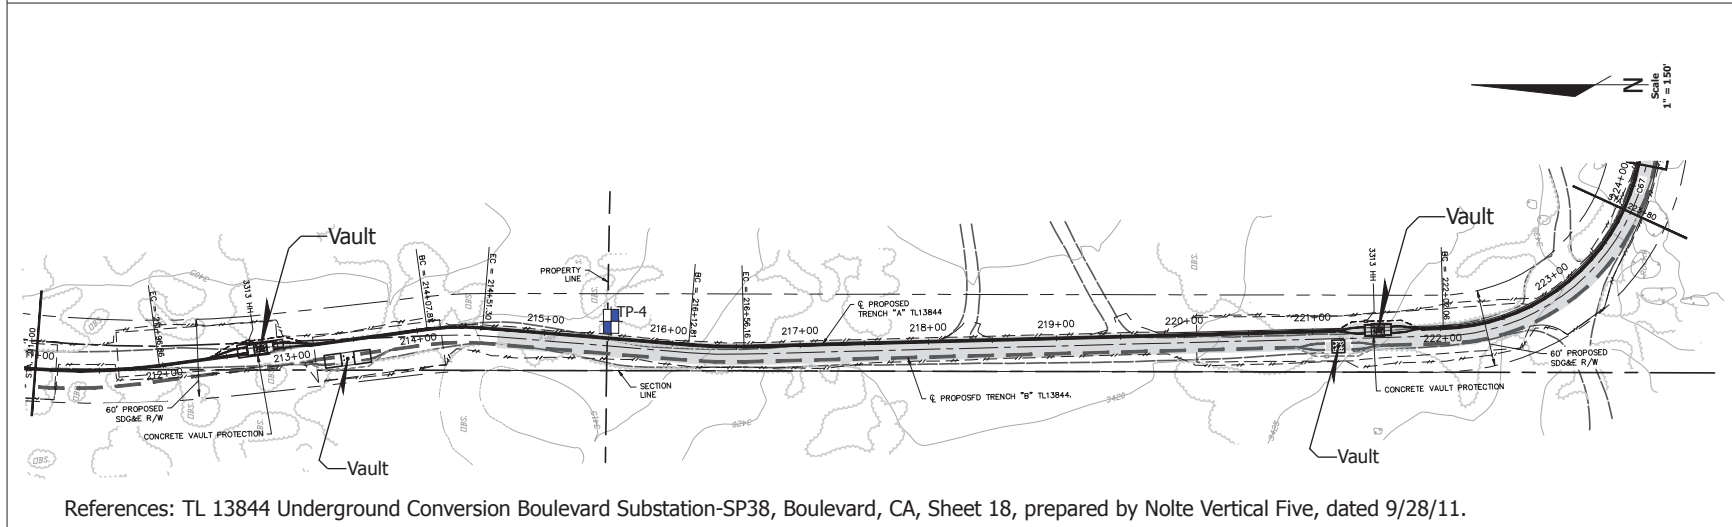 N
Scale
1" = 150'
Vault
Vault
BC = 214+07.81
EC = 214+51.30
PROPERTY
LINE
TP-4
BC = 216+12.81
EC = 216+56.16
℄ PROPOSED
TRENCH "A" TL13844
3313 HH
3313 HH
224+00
C67
223+00
212+00
213+00
214+00
215+00
216+00
217+00
218+00
219+00
220+00
221+00
222+00
60' PROPOSED
SDG&E R/W
CONCRETE VAULT PROTECTION
SECTION
LINE
℄ PROPOSFD TRENCH "B" TL13844.
CONCRETE VAULT PROTECTION
60' PROPOSED
SDG&E R/W
OBS.
3420
3420
Vault
Vault
References: TL 13844 Underground Conversion Boulevard Substation-SP38, Boulevard, CA, Sheet 18, prepared by Nolte Vertical Five, dated 9/28/11.